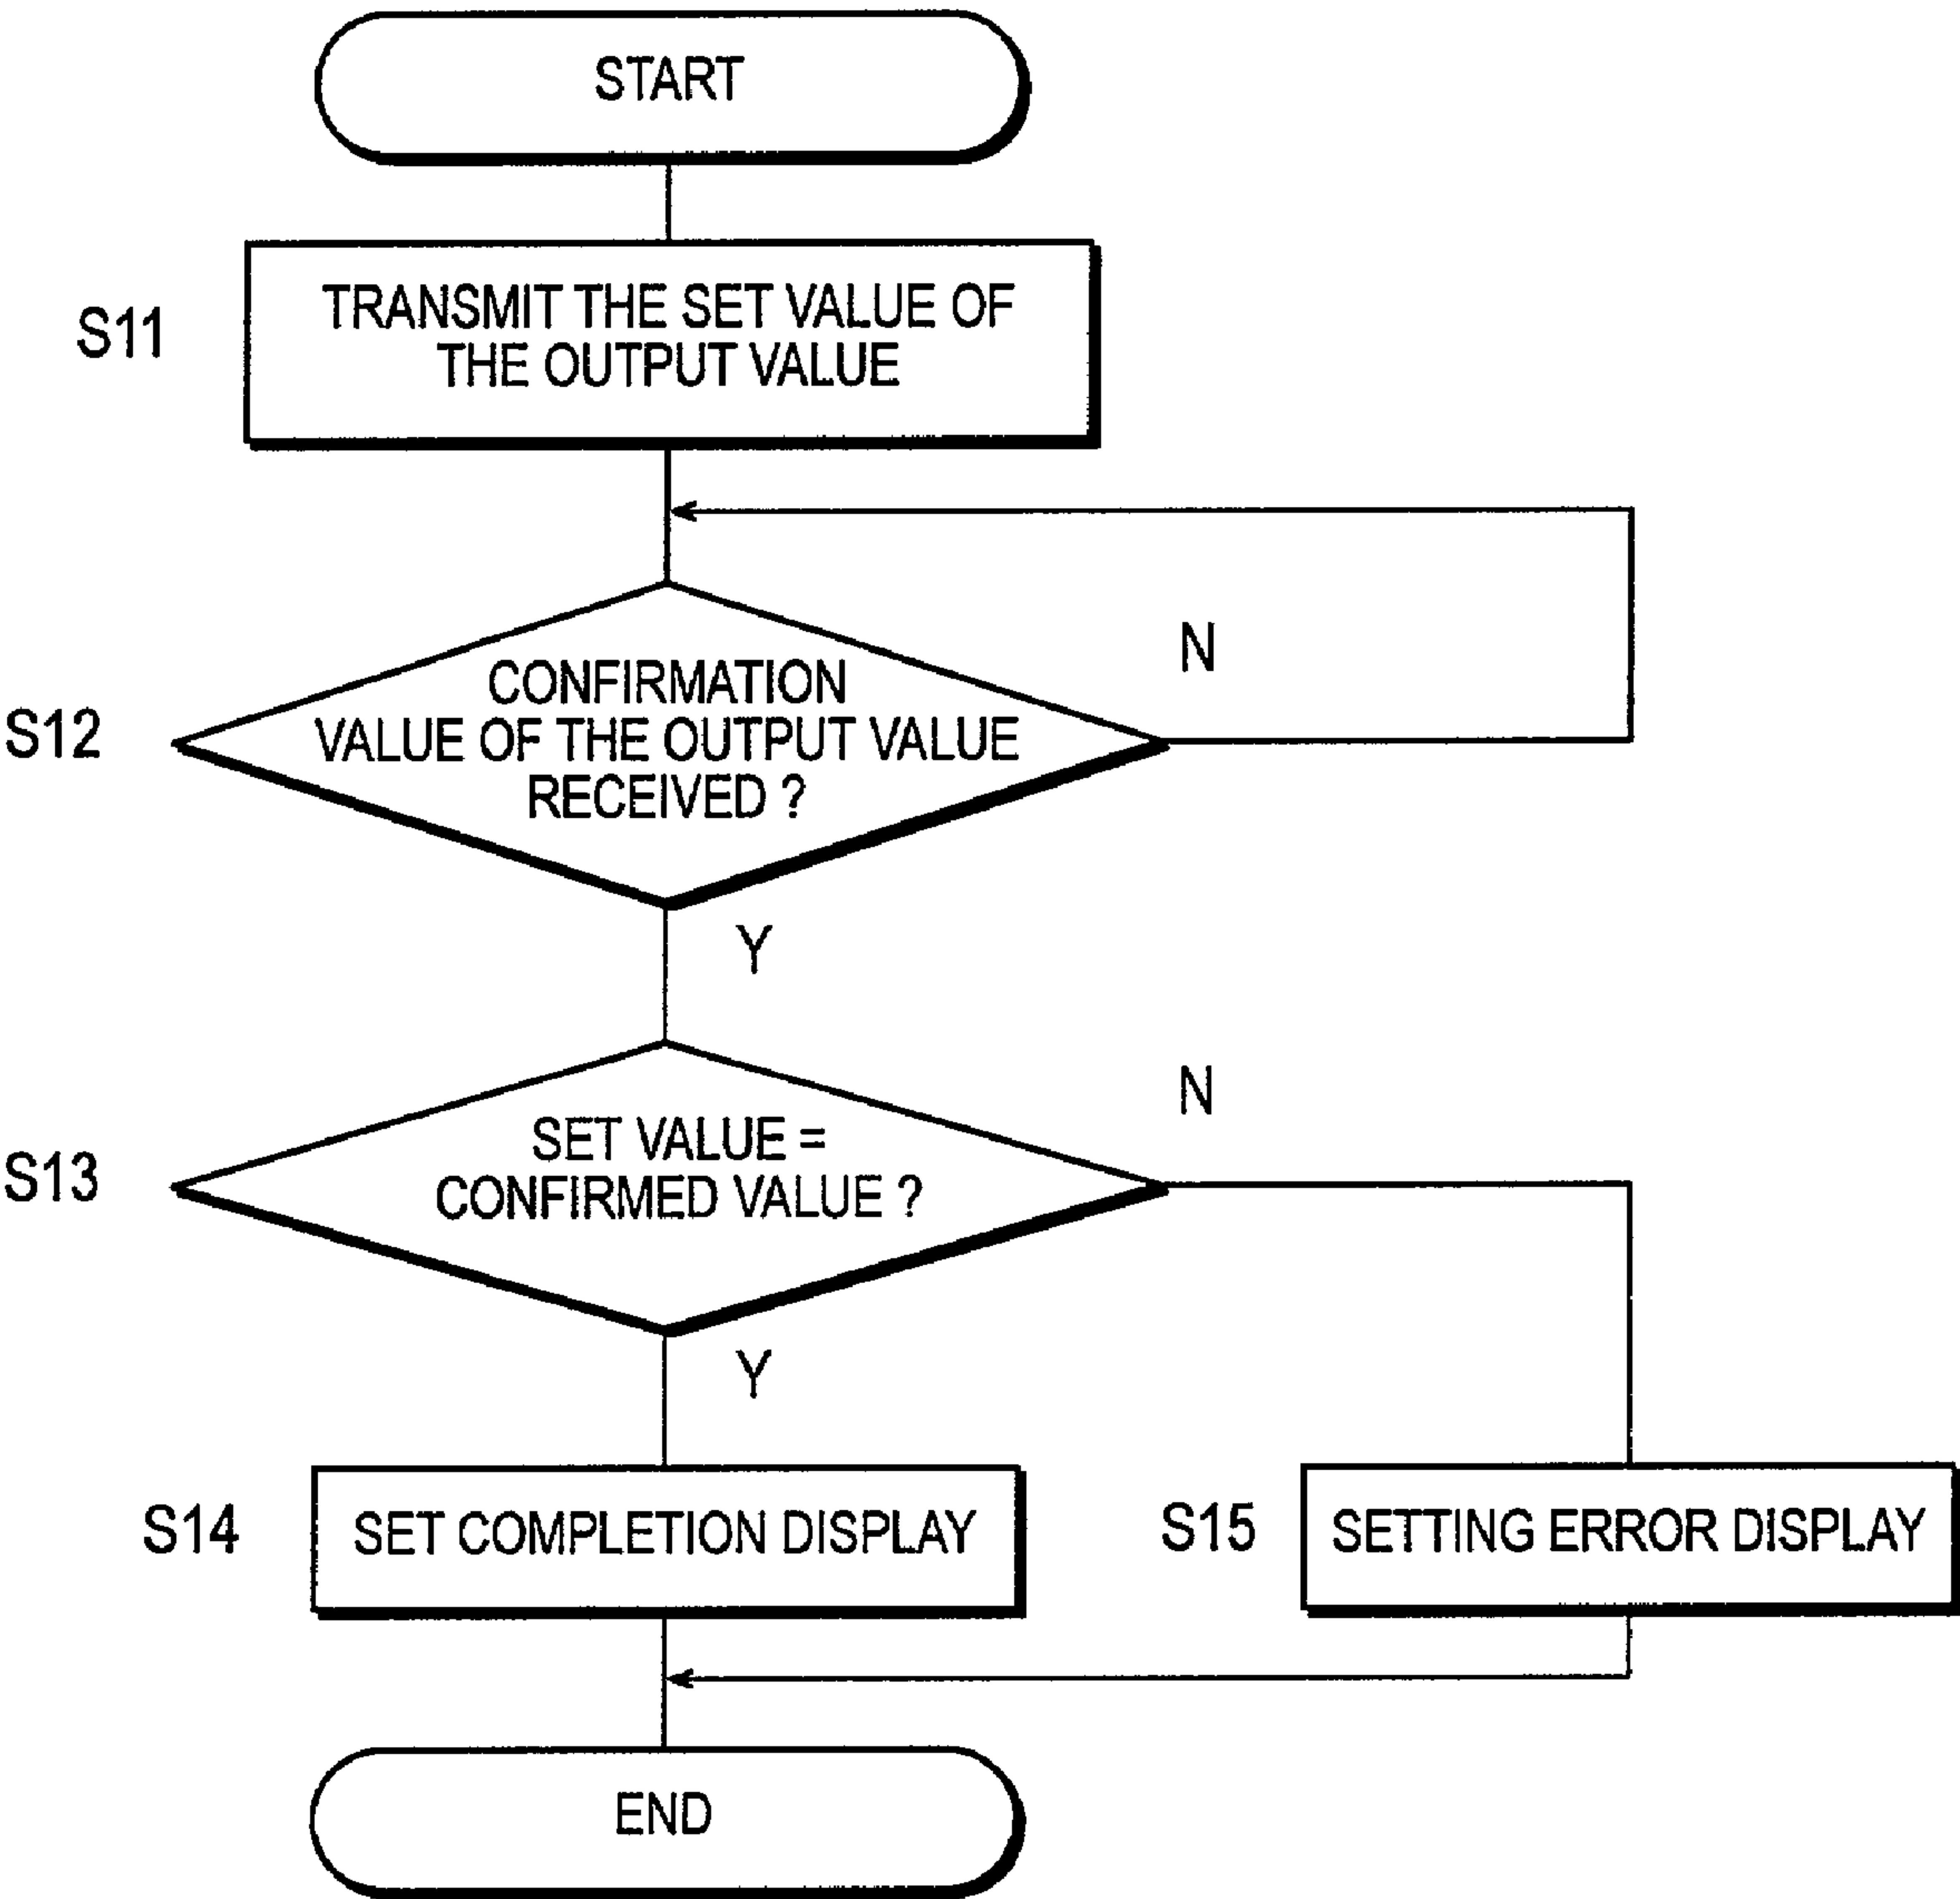 START
S11
TRANSMIT THE SET VALUE OF
THE OUTPUT VALUE
N
S12
CONFIRMATION
VALUE OF THE OUTPUT VALUE
RECEIVED ?
Y
N
S13
SET VALUE =
CONFIRMED VALUE ?
Y
S14
SET COMPLETION DISPLAY
S15
SETTING ERROR DISPLAY
END